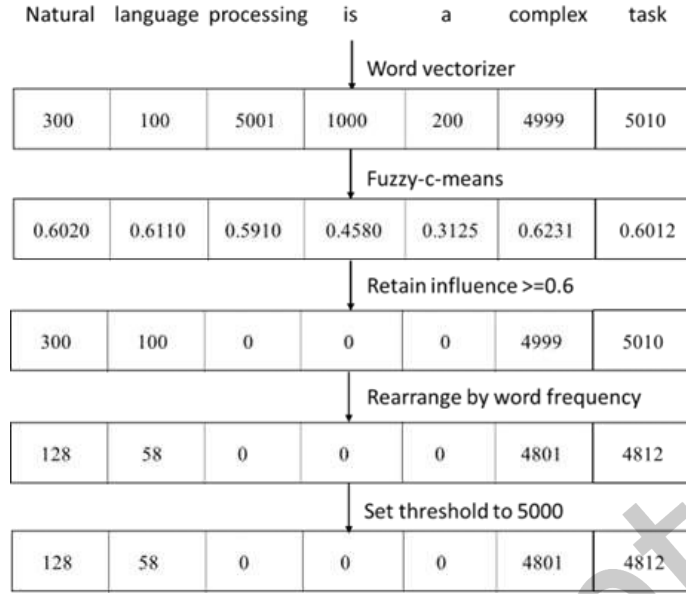 Natural language processing is a complex task
Word vectorizer
300 100 5001 1000 200 4999 5010
Fuzzy-c-means
0.6020 0.6110 0.5910 0.4580 0.3125 0.6231 0.6012
Retain influence >=0.6
300 100 0 0 0 4999 5010
Rearrange by word frequency
128 58 0 0 0 4801 4812
Set threshold to 5000
128 58 0 0 0 4801 4812